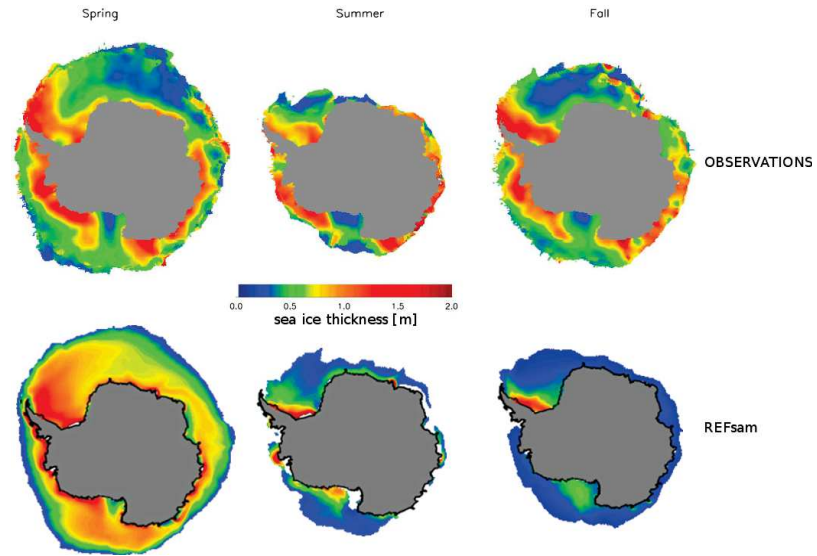 Spring Summer Fall
OBSERVATIONS
0.0 0.5 1.0 1.5 2.0
sea ice thickness [m]
REFsam